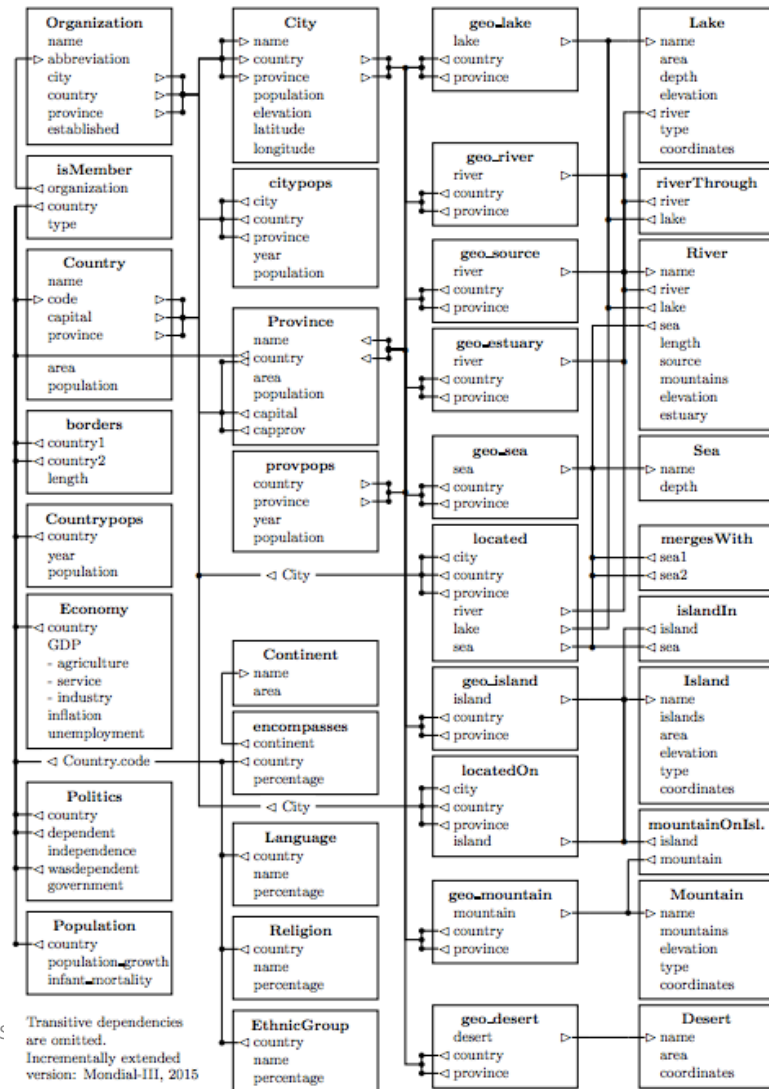 Organization
name
abbreviation
city
country
province
established
isMember
organization
country
type
Country
name
code
capital
province
area
population
borders
country1
country2
length
Countrypops
country
year
population
Economy
country
GDP
- agriculture
- service
- industry
inflation
unemployment
Country.code
Politics
country
dependent
independence
wasdependent
government
Population
country
population_growth
infant_mortality
s
Transitive dependencies
are omitted.
Incrementally extended
version: Mondial-III, 2015
City
name
country
province
population
elevation
latitude
longitude
citypops
city
country
province
year
population
Province
name
country
area
population
capital
capprov
provpops
country
province
year
population
City
Continent
name
area
encompasses
continent
country
percentage
City
Language
country
name
percentage
Religion
country
name
percentage
EthnicGroup
country
name
percentage
geo_lake
lake
country
province
geo_river
river
country
province
geo_source
river
country
province
geo_estuary
river
country
province
geo_sea
sea
country
province
located
city
country
province
river
lake
sea
geo_island
island
country
province
locatedOn
city
country
province
island
geo_mountain
mountain
country
province
geo_desert
desert
country
province
Lake
name
area
depth
elevation
river
type
coordinates
riverThrough
river
lake
River
name
river
lake
sea
length
source
mountains
elevation
estuary
Sea
name
depth
mergesWith
sea1
sea2
islandIn
island
sea
Island
name
islands
area
elevation
type
coordinates
mountainOnIsl.
island
mountain
Mountain
name
mountains
elevation
type
coordinates
Desert
name
area
coordinates